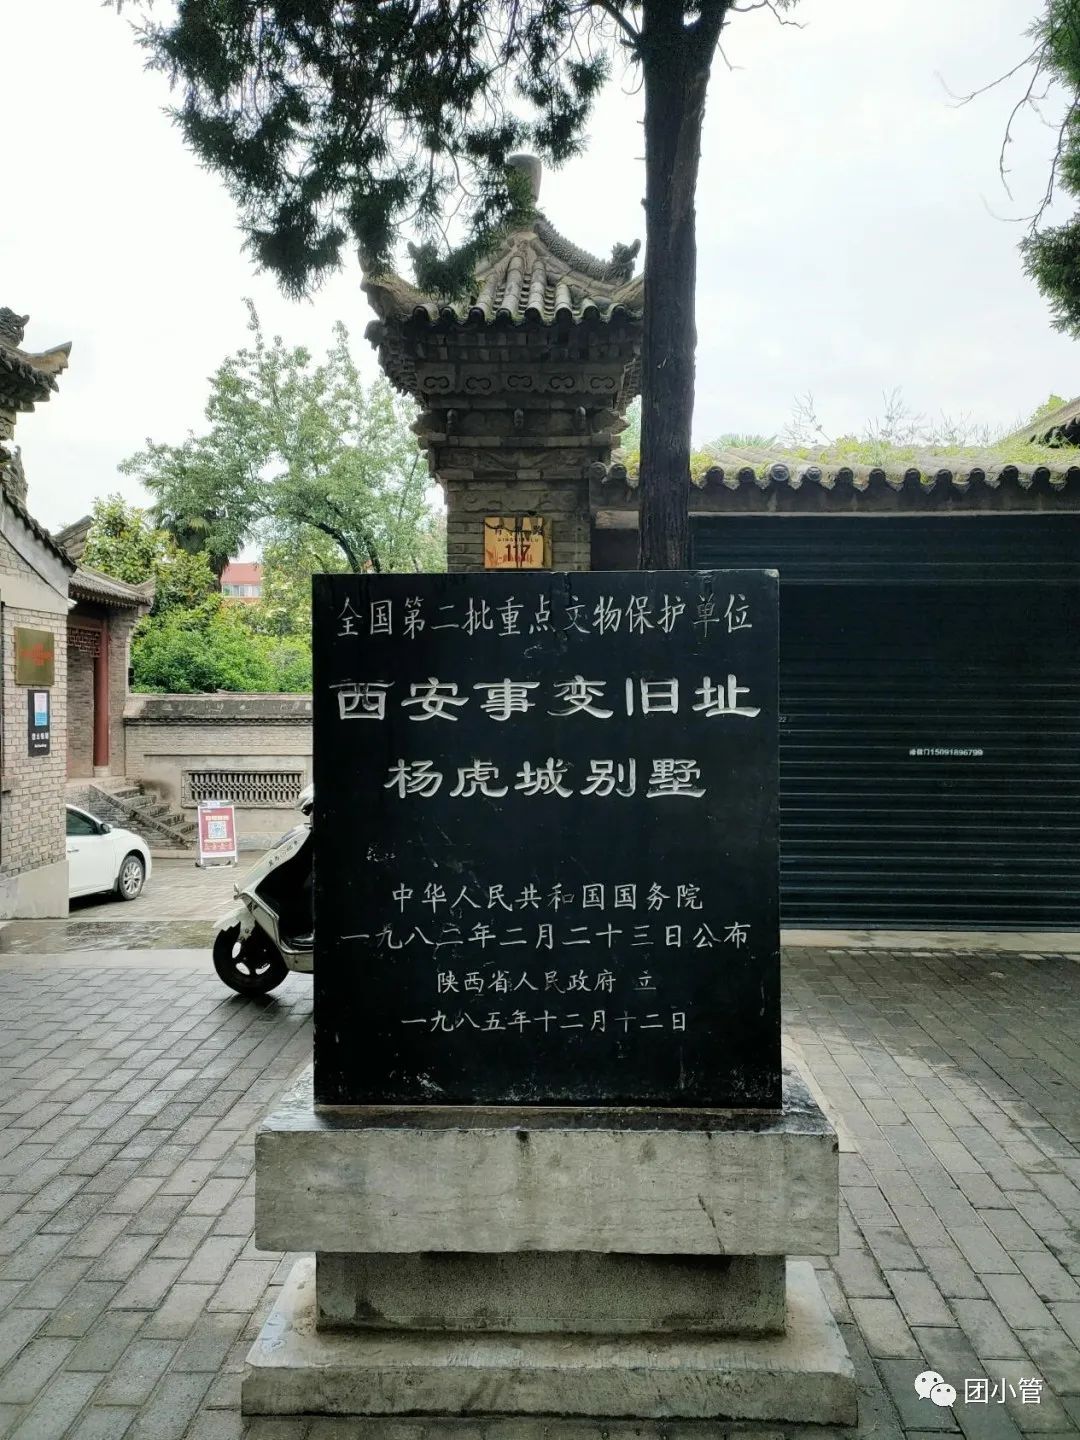 117
全国第二批重点文物保护单位
西安事变旧址
杨虎城别墅
中华人民共和国国务院
一九八二年二月二十三日公布
陕西省人民政府 立
一九八五年十二月十二日
15091896799
团小管